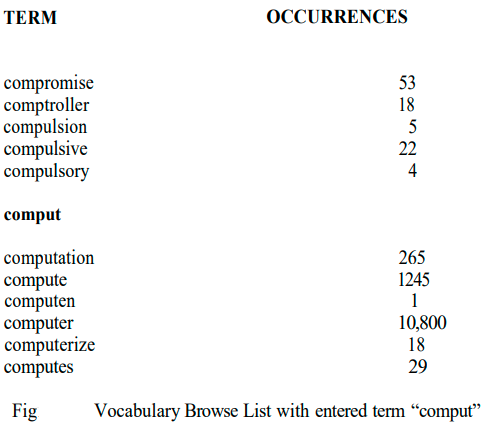 TERM OCCURRENCES
compromise 53
comptroller 18
compulsion 5
compulsive 22
compulsory 4
comput
computation 265
compute 1245
computen 1
computer 10,800
computerize 18
computes 29
Fig Vocabulary Browse List with entered term “comput”